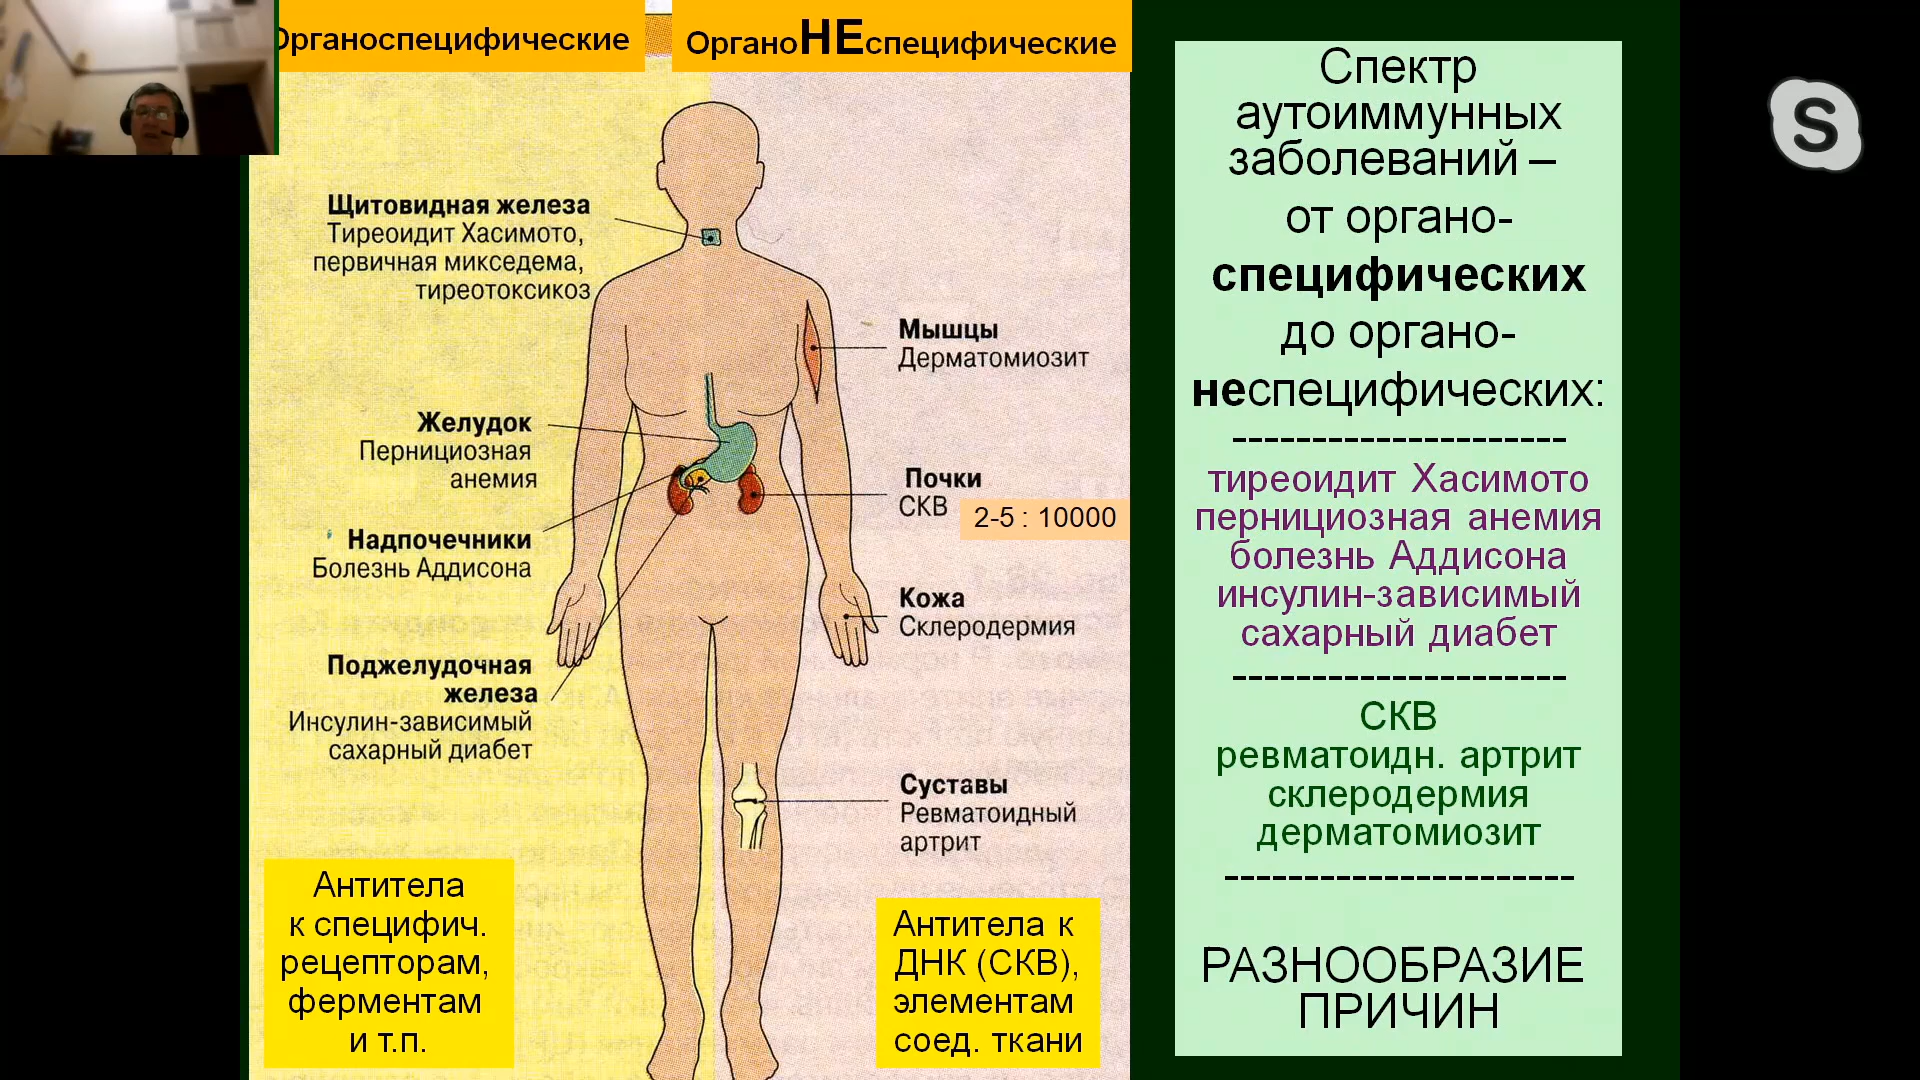 Органоспецифические
ОрганоНЕспецифические
Щитовидная железа
Тиреоидит Хасимото,
первичная микседема,
тиреотоксикоз
Желудок
Пернициозная
анемия
Надпочечники
Болезнь Аддисона
Поджелудочная
железа
Инсулин-зависимый
сахарный диабет
Антитела
к специфич.
рецепторам,
ферментам
и т.п.
Мышцы
Дерматомиозит
Почки
СКВ
2-5 : 10000
Кожа
Склеродермия
Суставы
Ревматоидный
артрит
Антитела к
ДНК (СКВ),
элементам
соед. ткани
Спектр
аутоиммунных
заболеваний –
от органо-
специфических
до органо-
неспецифических:
---------------------
тиреоидит Хасимото
пернициозная анемия
болезнь Аддисона
инсулин-зависимый
сахарный диабет
---------------------
СКВ
ревматоидн. артрит
склеродермия
дерматомиозит
----------------------
РАЗНООБРАЗИЕ
ПРИЧИН
S